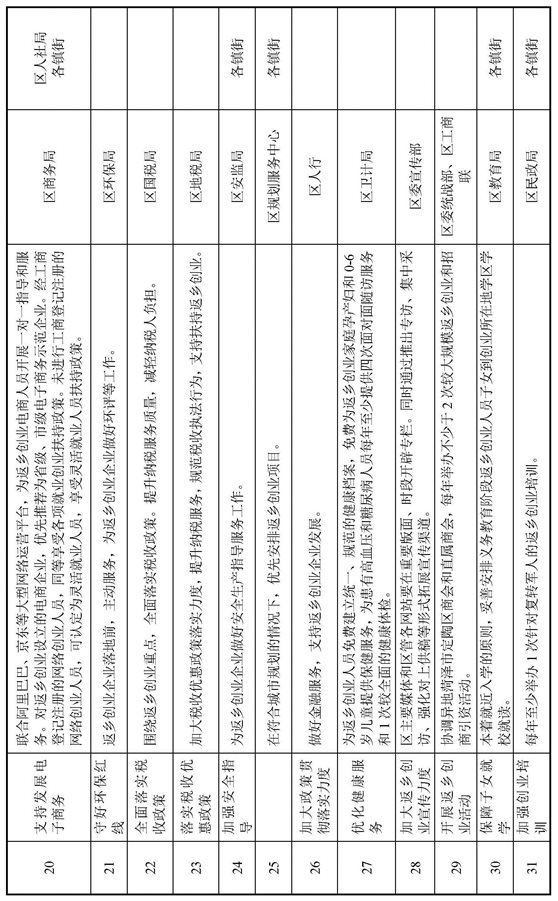 20
支持发展电
子商务
联合阿里巴巴、京东等大型网络运营平台，为返乡创业电商人员开展一对一指导和服
务。对返乡创业设立的电商企业，优先推荐为省级、市级电子商务示范企业。经工商
登记注册的网络创业人员，同等享受各项就业创业扶持政策。未进行工商登记注册的
网络创业人员，可认定为灵活就业人员，享受灵活就业人员扶持政策。
区商务局
区人社局
各镇街
21
守好环保红
线
返乡创业企业落地前，主动服务，为返乡创业企业做好环评等工作。
区环保局
22
全面落实税
收政策
围绕返乡创业重点，全面落实税收政策。提升纳税服务质量，减轻纳税人负担。
区国税局
23
落实税收优
惠政策
加大税收优惠政策落实力度，提升纳税服务，规范税收执法行为，支持扶持返乡创业。
区地税局
24
加强安全指
导
为返乡创业企业做好安全生产指导服务工作。
区安监局
各镇街
25
在符合城市规划的情况下，优先安排返乡创业项目。
区规划服务中心
各镇街
26
加大政策贯
彻落实力度
做好金融服务，支持返乡创业企业发展。
区人行
27
优化健康服
务
为返乡创业人员免费建立统一、规范的健康档案，免费为返乡创业家庭孕产妇和0-6
岁儿童提供保健服务，为患有高血压和糖尿病人员每年至少提供四次面对面随访服务
和1次较全面的健康体检。
区卫计局
28
加大返乡创
业宣传力度
区主要媒体和区管各网站要在重要版面、时段开辟专栏。同时通过推出专访、集中采
访、强化对上供稿等形式拓展宣传渠道。
区委宣传部
29
开展返乡创
业活动
协调异地菏泽市定陶区商会和直属商会，每年举办不少于2次较大规模返乡创业和招
商引资活动。
区委统战部、区工商
联
30
保障子女就
学
本着就近入学的原则，妥善安排义务教育阶段返乡创业人员子女到创业所在地学区学
校就读。
区教育局
各镇街
31
加强创业培
训
每年至少举办1次针对复转军人的返乡创业培训。
区民政局
各镇街